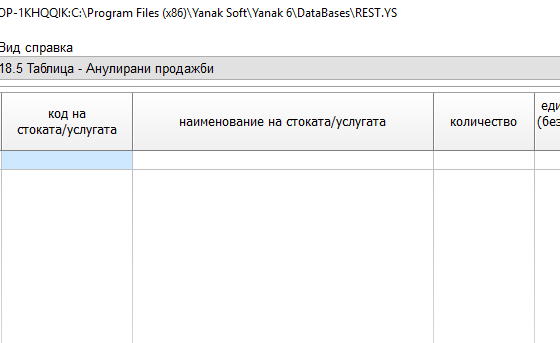 OP-1KHQQIK:C:\Program Files (x86)\Yanak Soft\Yanak 6\DataBases\REST.YS
Вид справка
18.5 Таблица - Анулирани продажби
код на
стоката/услугата
наименование на стоката/услугата
количество
еди
(без